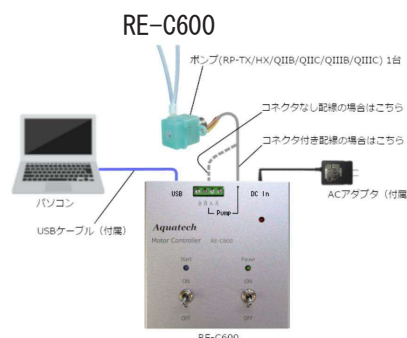 RE-C600
ポンプ(RP-TX/HX/QIIB/QIIC/QIIIB/QIIIC) 1台
コネクタなし配線の場合はこちら
コネクタ付き配線の場合はこちら
パソコン
USBケーブル（付属）
ACアダプタ（付属
USB
DC In
Pump
Aquatech
Motor Controller RE-C600
Start
Power
ON
ON
OFF
OFF
RE-C600